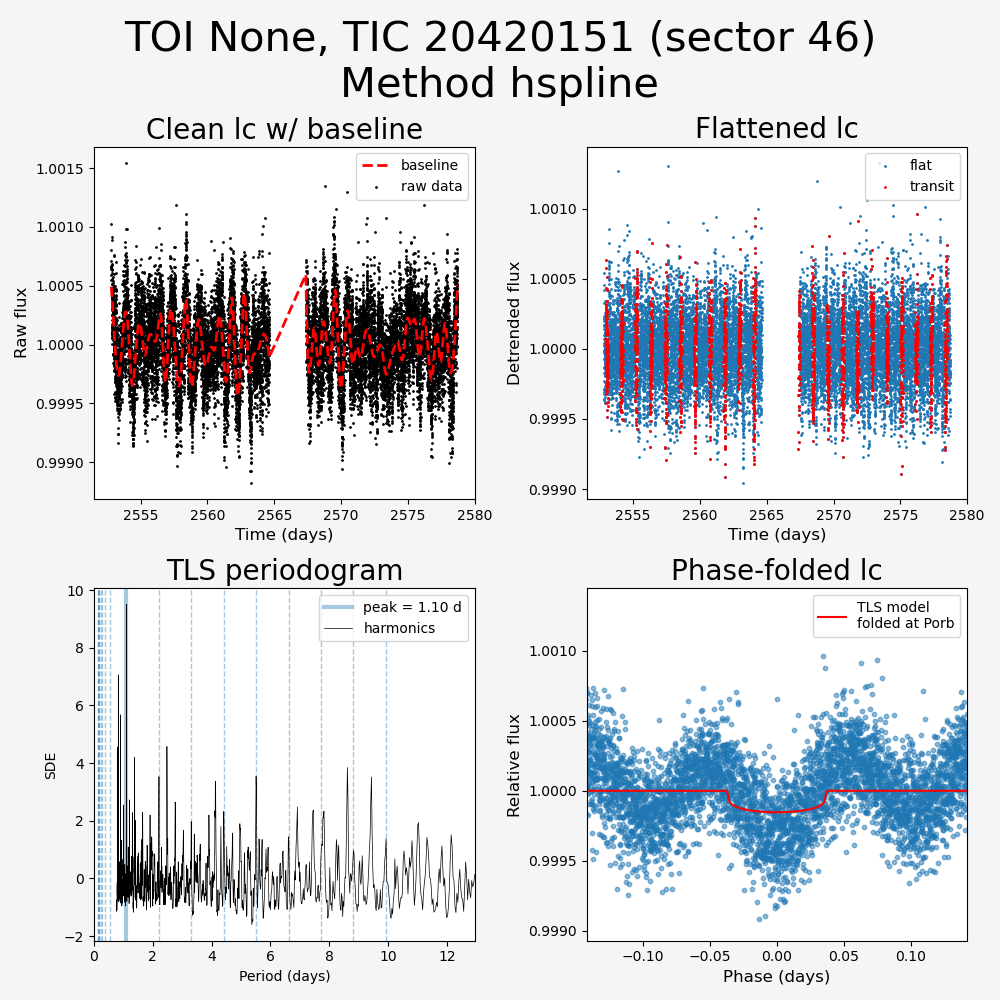 TOI None, TIC 20420151 (sector 46)
Method hspline
Clean lc w/ baseline
Raw flux
1.0015
1.0010
1.0005
1.0000
0.9995
0.9990
baseline
raw data
2555
2560
2565
2570
2575
2580
Time (days)
Flattened lc
Detrended flux
1.0010
1.0005
1.0000
0.9995
0.9990
flat
transit
2555
2560
2565
2570
2575
2580
Time (days)
TLS periodogram
SDE
10
8
6
4
2
0
−2
peak = 1.10 d
harmonics
0
2
4
6
8
10
12
Period (days)
Phase-folded lc
Relative flux
1.0010
1.0005
1.0000
0.9995
0.9990
TLS model
folded at Porb
−0.10
−0.05
0.00
0.05
0.10
Phase (days)